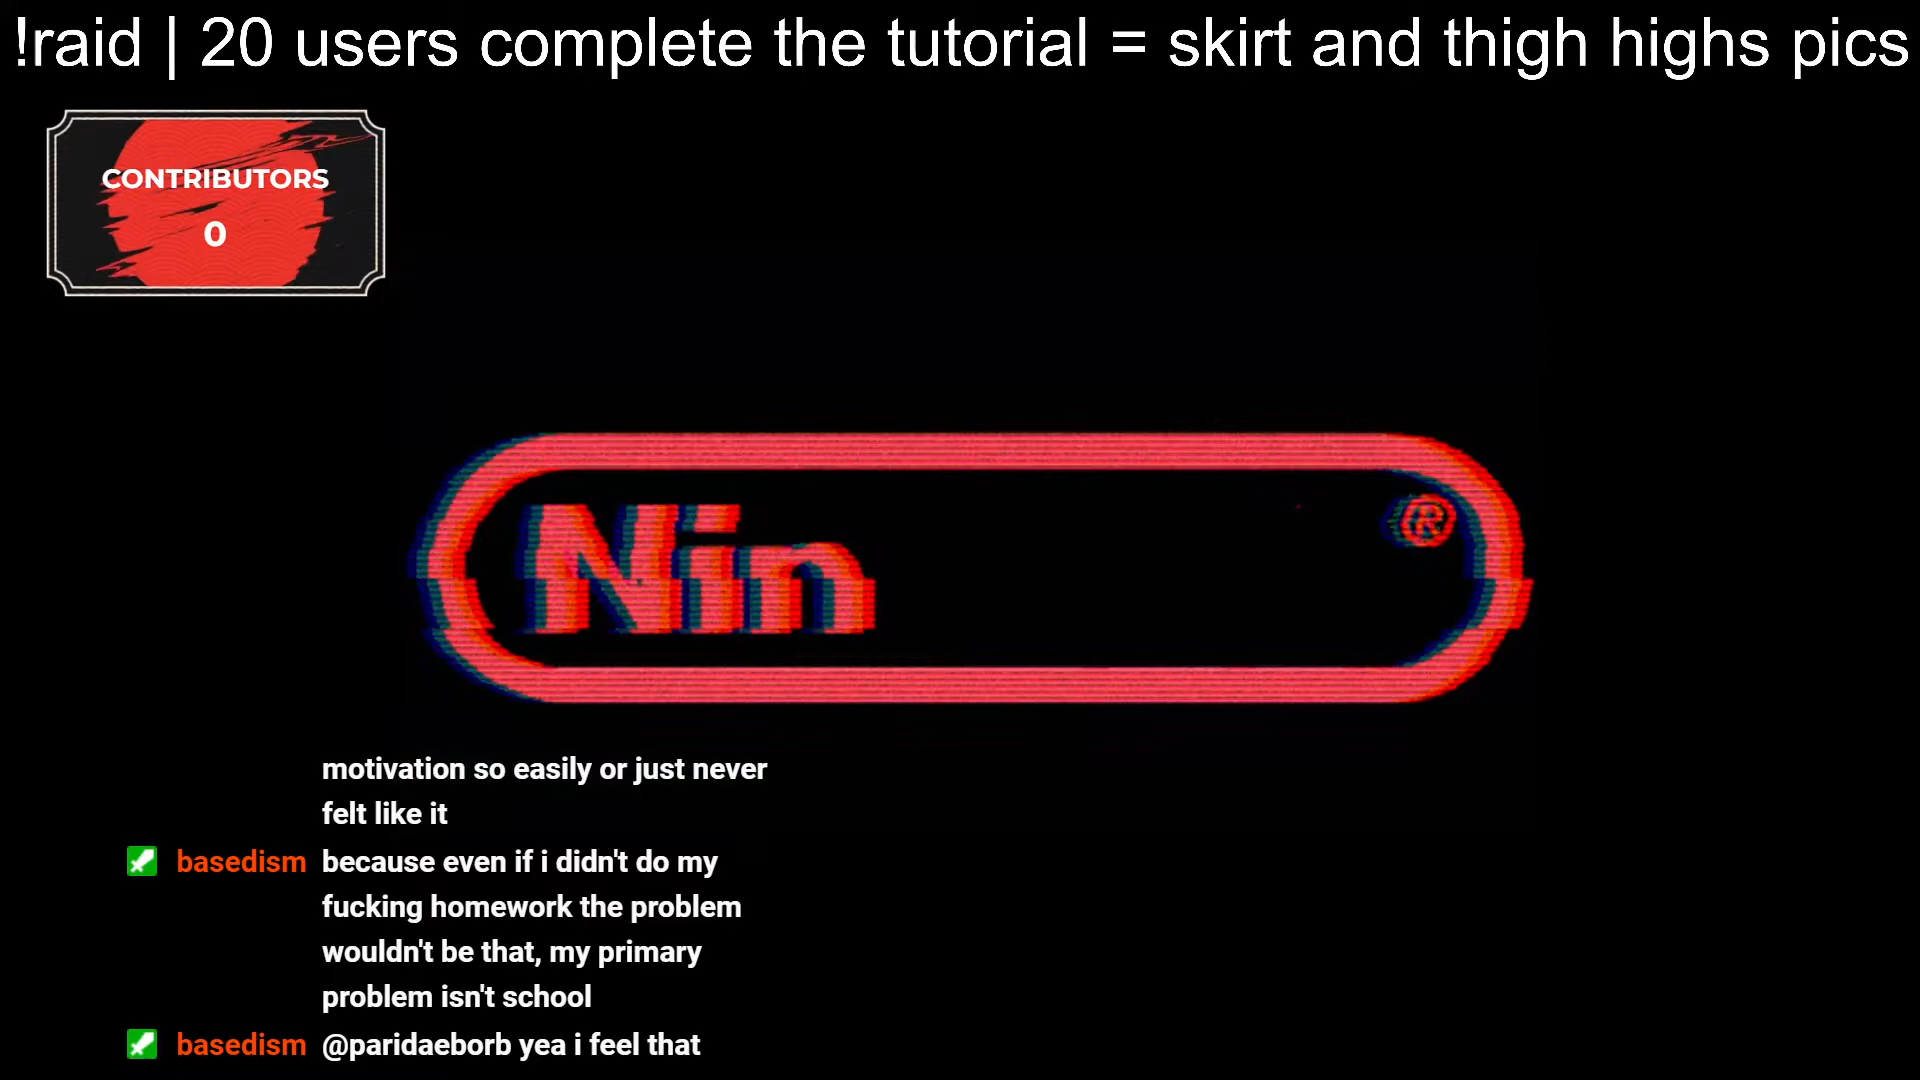 !raid | 20 users complete the tutorial = skirt and thigh highs pics
CONTRIBUTORS
0
Nin
®
motivation so easily or just never
felt like it
basedism because even if i didn't do my
fucking homework the problem
wouldn't be that, my primary
problem isn't school
basedism @paridaeborb yea i feel that